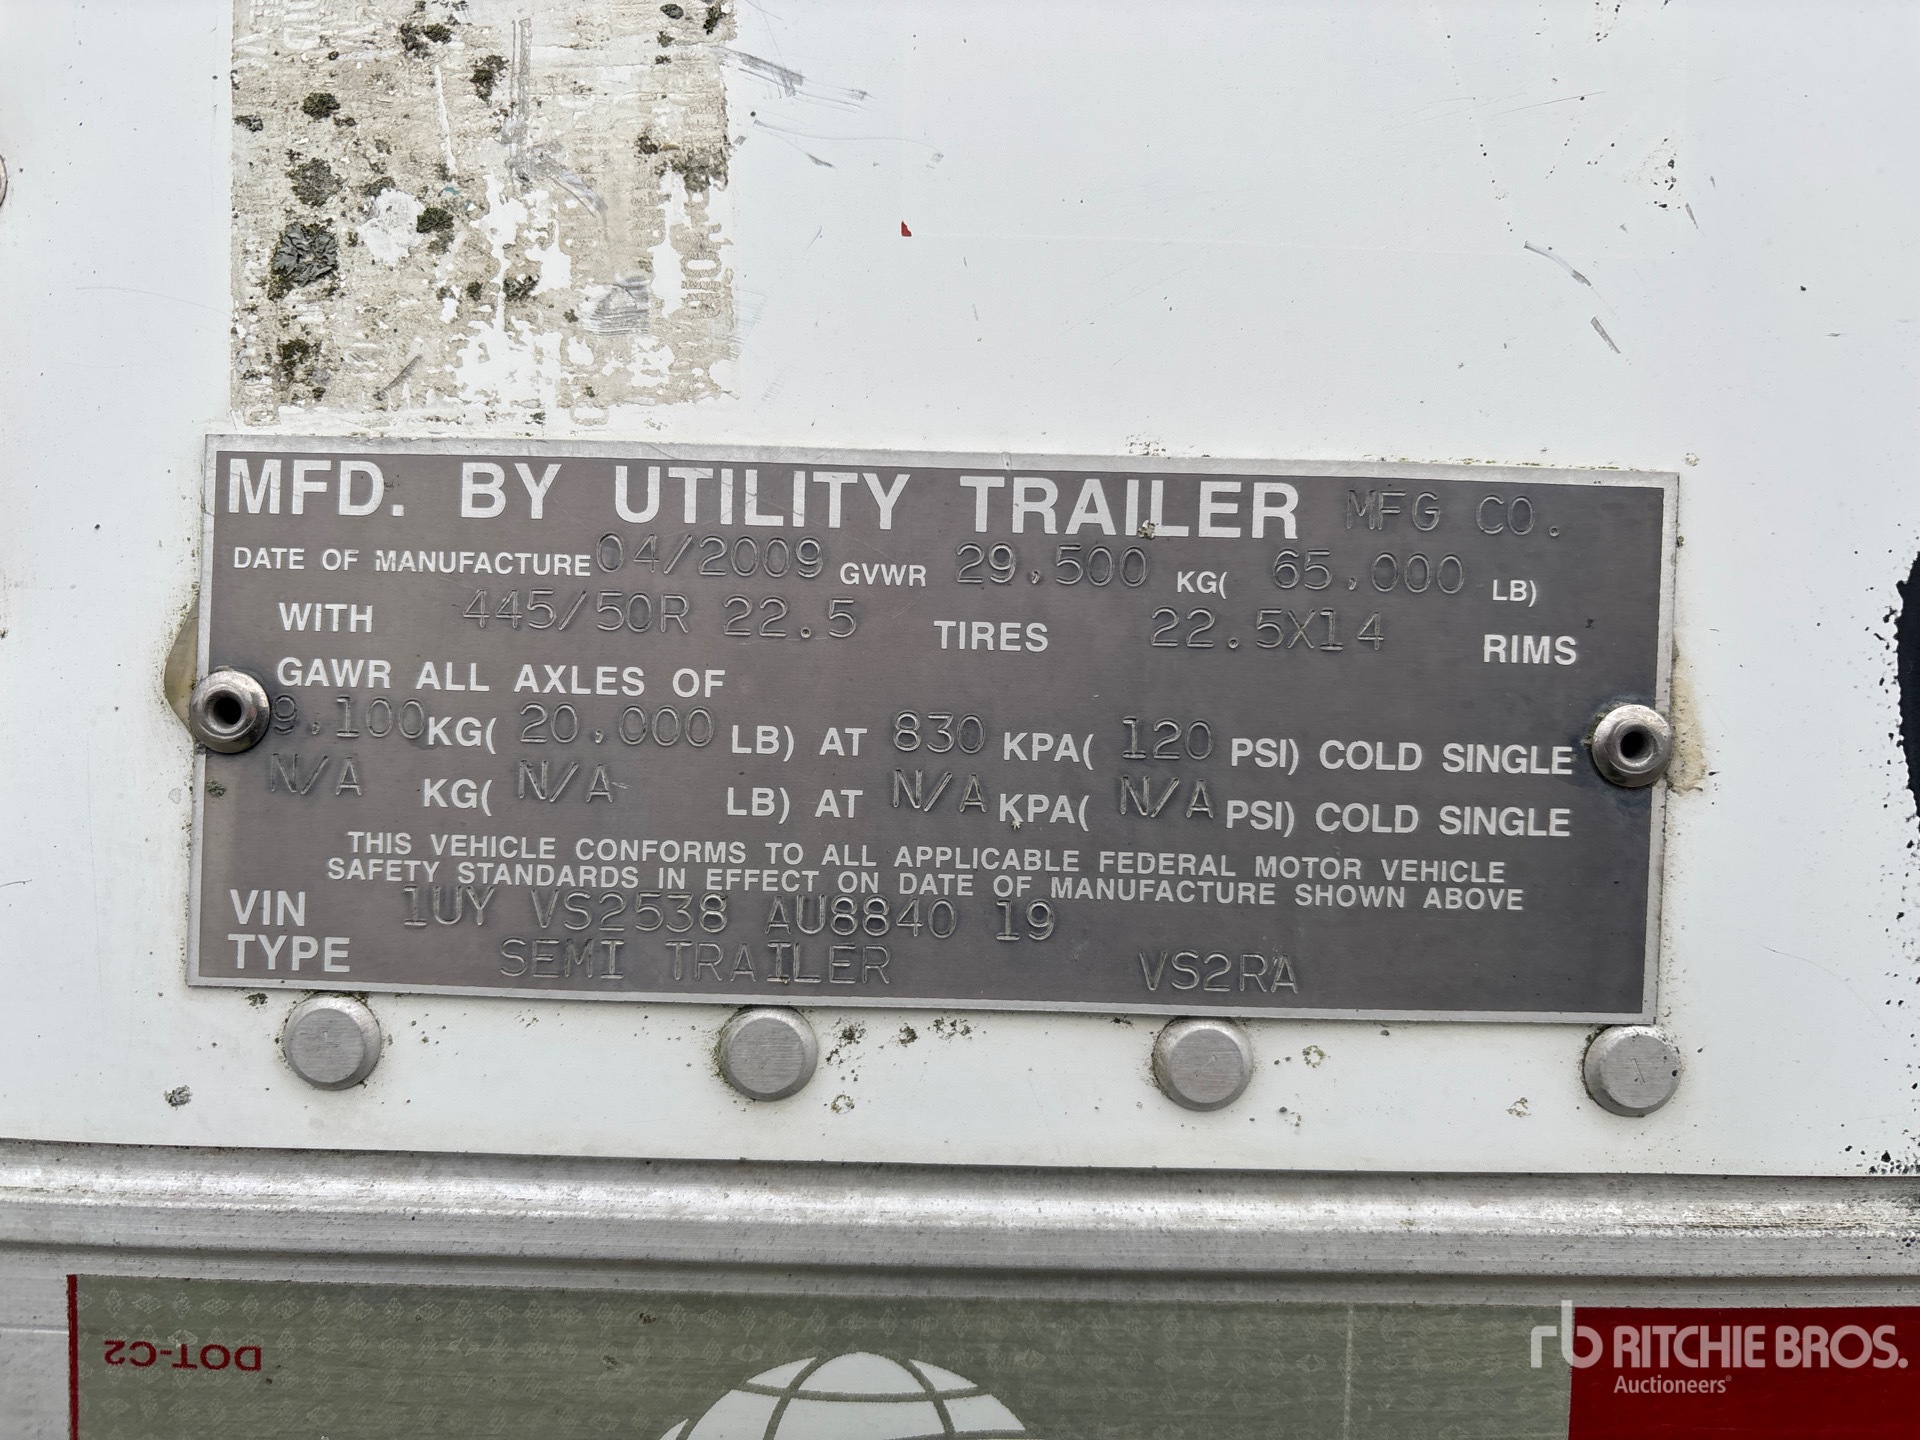 MFD. BY UTILITY TRAILER MFG CO.
DATE OF MANUFACTURE 04/2009 GVWR 29,500 KG( 65,000 LB)
WITH 445/50R 22.5 TIRES 22.5X14 RIMS
GAWR ALL AXLES OF
9,100 KG( 20,000 LB) AT 830 KPA( 120 PSI) COLD SINGLE
N/A KG( N/A LB) AT N/A KPA( N/A PSI) COLD SINGLE
THIS VEHICLE CONFORMS TO ALL APPLICABLE FEDERAL MOTOR VEHICLE
SAFETY STANDARDS IN EFFECT ON DATE OF MANUFACTURE SHOWN ABOVE
VIN 1UY VS2538 AU8840 19
TYPE SEMI TRAILER VS2RA
DOT-C2
rb RITCHIE BROS.
Auctioneers